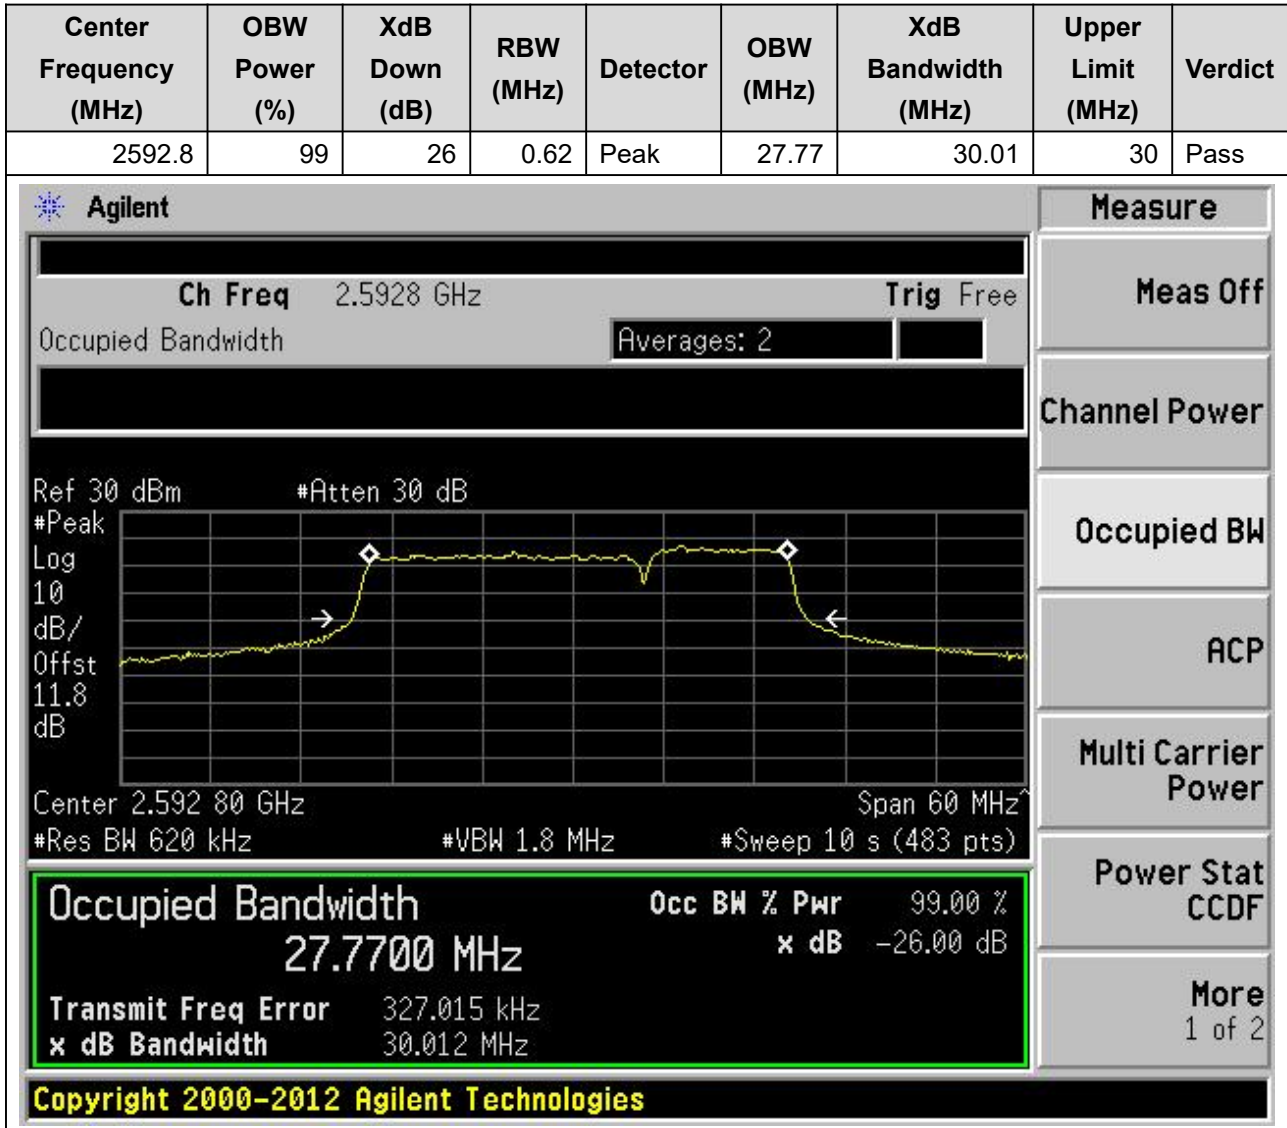 Center Frequency (MHz) OBW Power (%) XdB Down (dB) RBW (MHz) Detector OBW (MHz) XdB Bandwidth (MHz) Upper Limit (MHz) Verdict
2592.8 99 26 0.62 Peak 27.77 30.01 30 Pass
Agilent
Measure
Ch Freq 2.5928 GHz Trig Free
Meas Off
Occupied Bandwidth Averages: 2
Channel Power
Ref 30 dBm #Atten 30 dB
#Peak
Log
10
dB/
Offst
11.8
dB
Occupied BW
ACP
Center 2.592 80 GHz Span 60 MHz^
#Res BW 620 kHz #VBW 1.8 MHz #Sweep 10 s (483 pts)
Multi Carrier
Power
Occupied Bandwidth Occ BW % Pwr 99.00 %
27.7700 MHz x dB -26.00 dB
Transmit Freq Error 327.015 kHz
x dB Bandwidth 30.012 MHz
Power Stat
CCDF
More
1 of 2
Copyright 2000-2012 Agilent Technologies